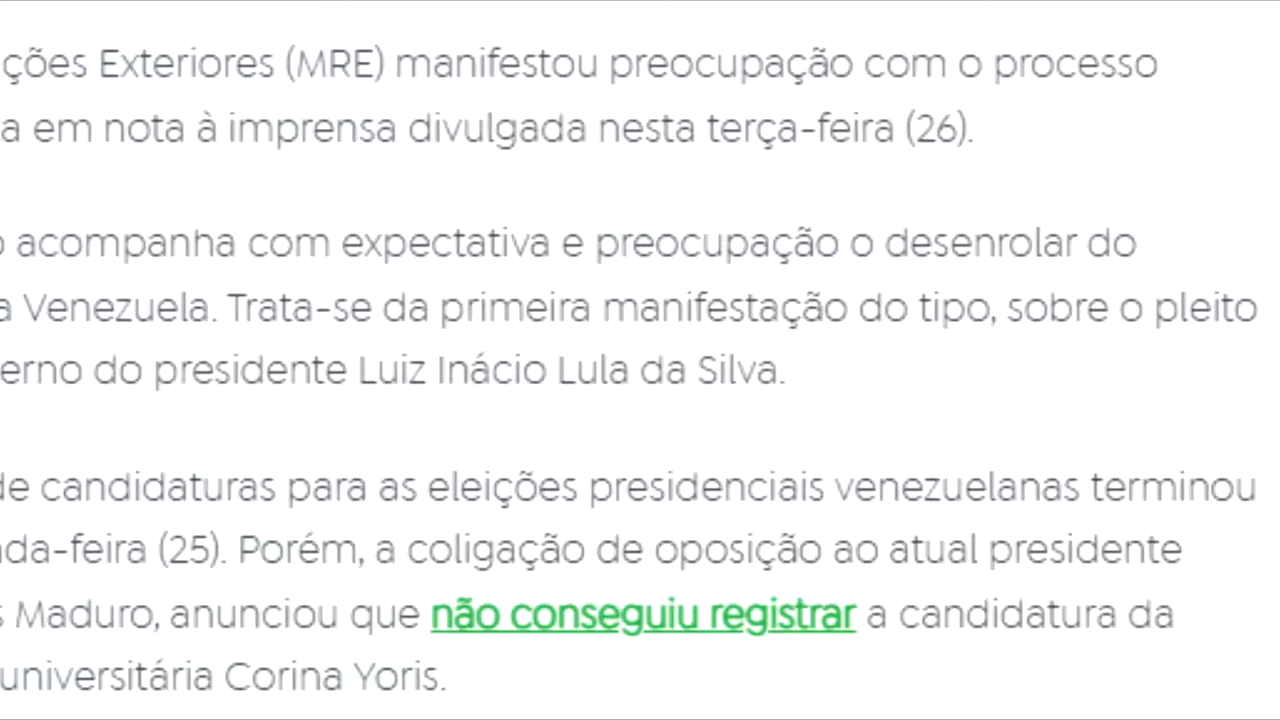 ções Exteriores (MRE) manifestou preocupação com o processo
a em nota à imprensa divulgada nesta terça-feira (26).
o acompanha com expectativa e preocupação o desenrolar do
a Venezuela. Trata-se da primeira manifestação do tipo, sobre o pleito
erno do presidente Luiz Inácio Lula da Silva.
de candidaturas para as eleições presidenciais venezuelanas terminou
da-feira (25). Porém, a coligação de oposição ao atual presidente
s Maduro, anunciou que não conseguiu registrar a candidatura da
universitária Corina Yoris.